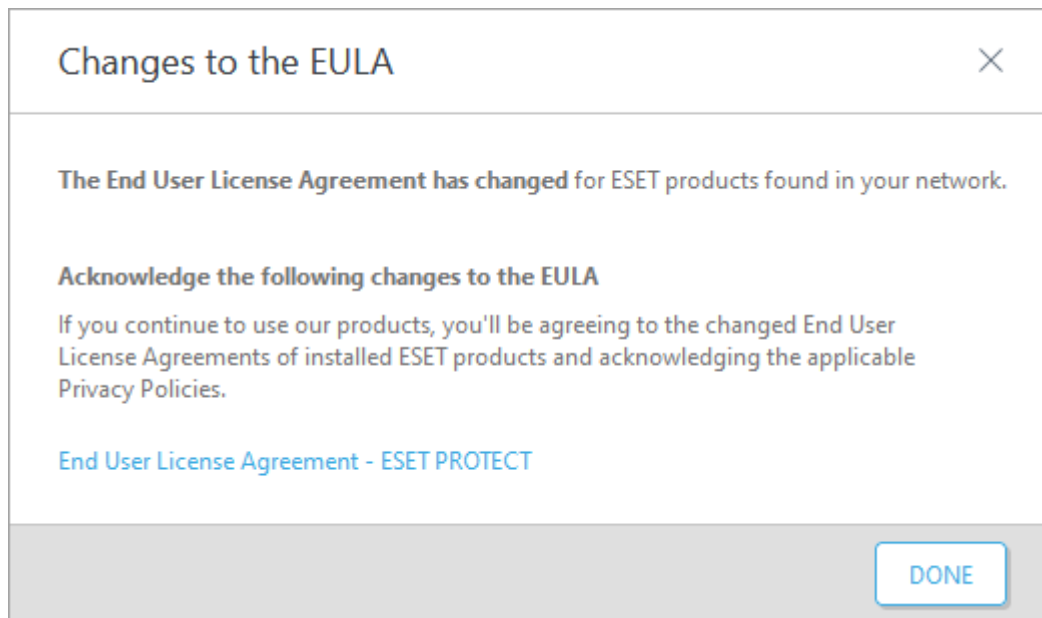 Changes to the EULA
The End User License Agreement has changed for ESET products found in your network.
Acknowledge the following changes to the EULA
If you continue to use our products, you'll be agreeing to the changed End User
License Agreements of installed ESET products and acknowledging the applicable
Privacy Policies.
End User License Agreement - ESET PROTECT
DONE